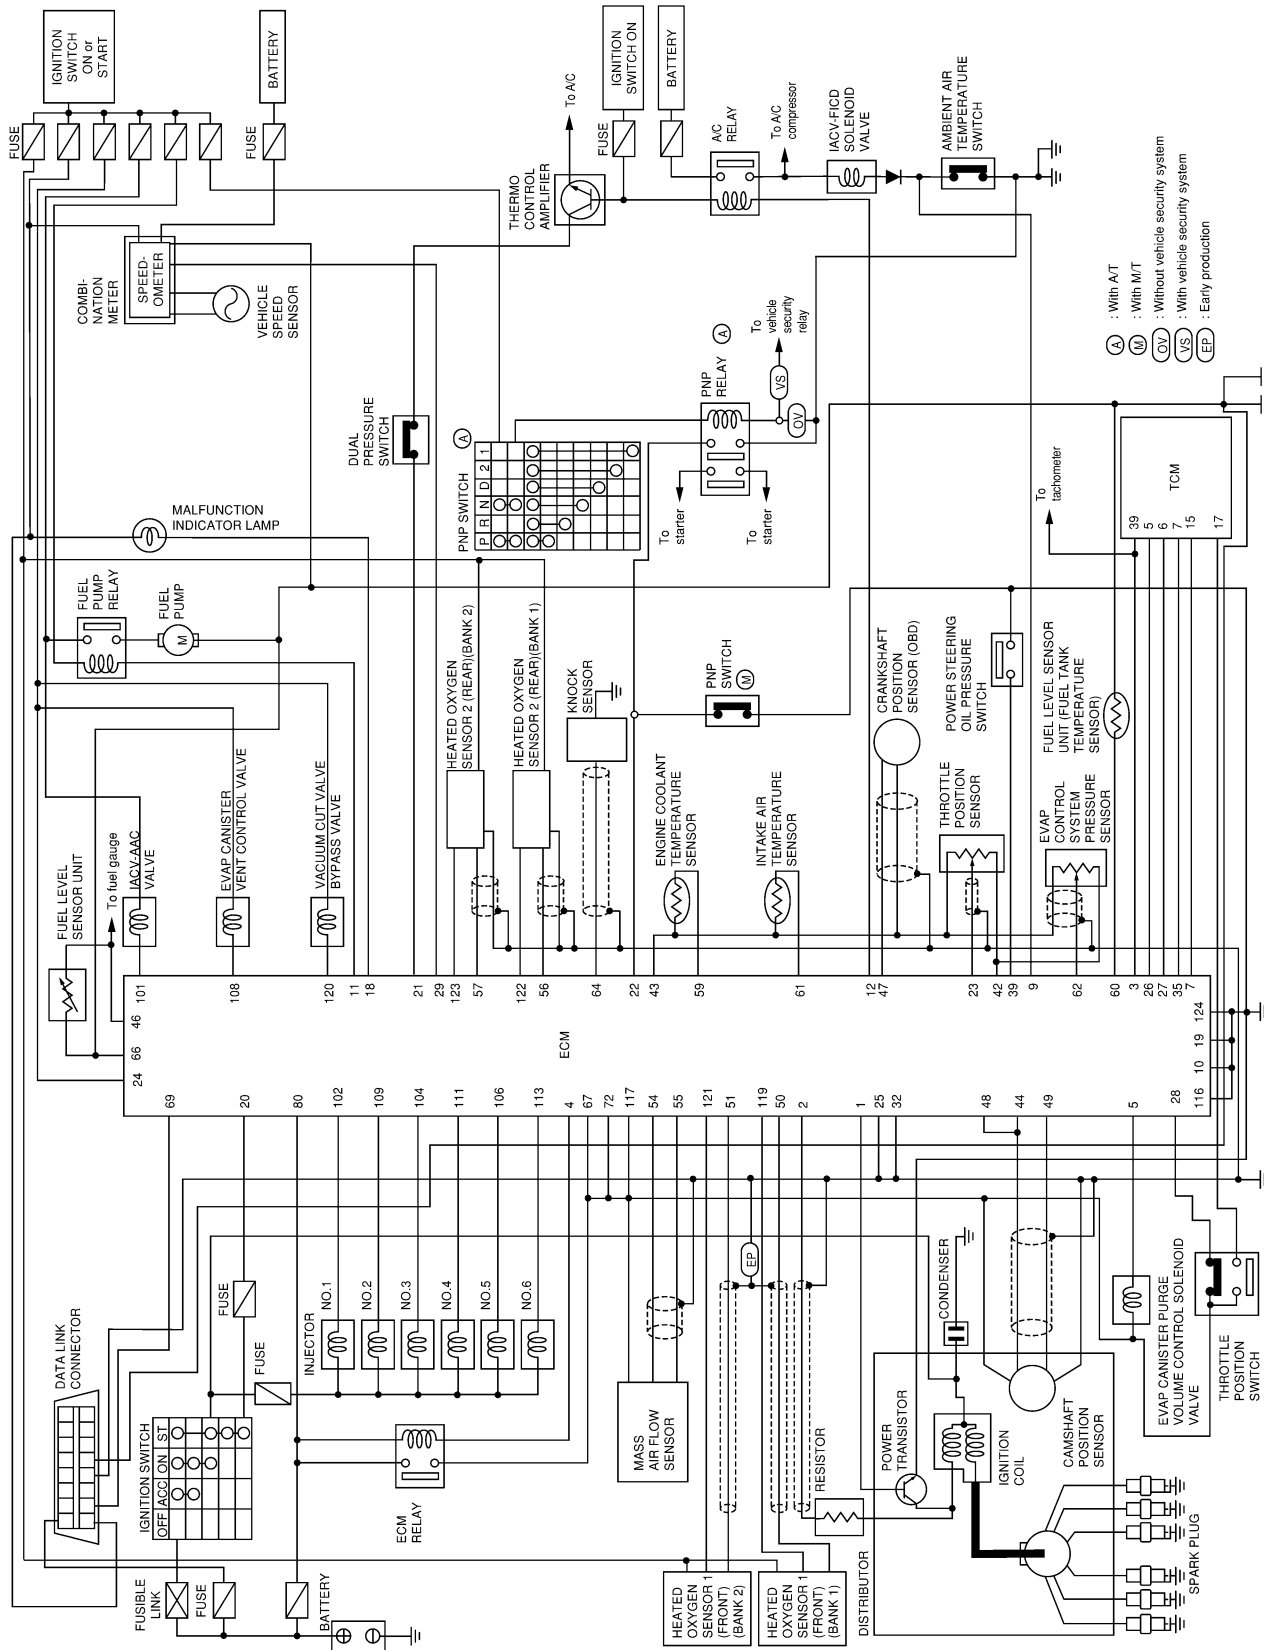 IGNITION
SWITCH
ON or
START
BATTERY
FUSE
FUSE
COMBI-
NATION
METER
SPEED-
OMETER
VEHICLE
SPEED
SENSOR
IGNITION
SWITCH ON
BATTERY
FUSE
To A/C
THERMO
CONTROL
AMPLIFIER
A/C
RELAY
To A/C
compressor
IACV-FICD
SOLENOID
VALVE
AMBIENT AIR
TEMPERATURE
SWITCH
DUAL
PRESSURE
SWITCH
MALFUNCTION
INDICATOR LAMP
PNP SWITCH
A
P R N D 2 1
PNP
RELAY
A
To
starter
To
starter
VS
OV
To
vehicle
security
relay
A : With A/T
M : With M/T
OV : Without vehicle security system
VS : With vehicle security system
EP : Early production
FUEL
PUMP
RELAY
FUEL
PUMP
M
HEATED OXYGEN
SENSOR 2 (REAR)(BANK 2)
HEATED OXYGEN
SENSOR 2 (REAR)(BANK 1)
KNOCK
SENSOR
PNP
SWITCH
M
CRANKSHAFT
POSITION
SENSOR (OBD)
POWER STEERING
OIL PRESSURE
SWITCH
FUEL LEVEL SENSOR
UNIT (FUEL TANK
TEMPERATURE
SENSOR)
To
tachometer
TCM
39
5
6
7
15
17
FUEL LEVEL
SENSOR UNIT
To fuel gauge
IACV-AAC
VALVE
EVAP CANISTER
VENT CONTROL VALVE
VACUUM CUT VALVE
BYPASS VALVE
ENGINE COOLANT
TEMPERATURE
SENSOR
INTAKE AIR
TEMPERATURE
SENSOR
THROTTLE
POSITION
SENSOR
EVAP
CONTROL
SYSTEM
PRESSURE
SENSOR
101
108
120
11
18
21
29
123
57
122
56
64
22
43
59
61
12
47
23
42
39
9
62
60
3
26
27
35
7
46
66
24
ECM
124
19
10
116
69
20
80
102
109
104
111
106
113
4
67
72
117
54
55
121
51
119
50
2
1
25
32
48
44
49
5
28
DATA LINK
CONNECTOR
FUSE
FUSE
INJECTOR
NO.1
NO.2
NO.3
NO.4
NO.5
NO.6
EP
CONDENSER
IGNITION SWITCH
OFF ACC ON ST
ECM
RELAY
MASS
AIR FLOW
SENSOR
RESISTOR
POWER
TRANSISTOR
IGNITION
COIL
CAMSHAFT
POSITION
SENSOR
EVAP CANISTER PURGE
VOLUME CONTROL SOLENOID
VALVE
THROTTLE
POSITION
SWITCH
FUSIBLE
LINK
FUSE
BATTERY
HEATED
OXYGEN
SENSOR 1
(FRONT)
(BANK 2)
HEATED
OXYGEN
SENSOR 1
(FRONT)
(BANK 1)
DISTRIBUTOR
SPARK PLUG